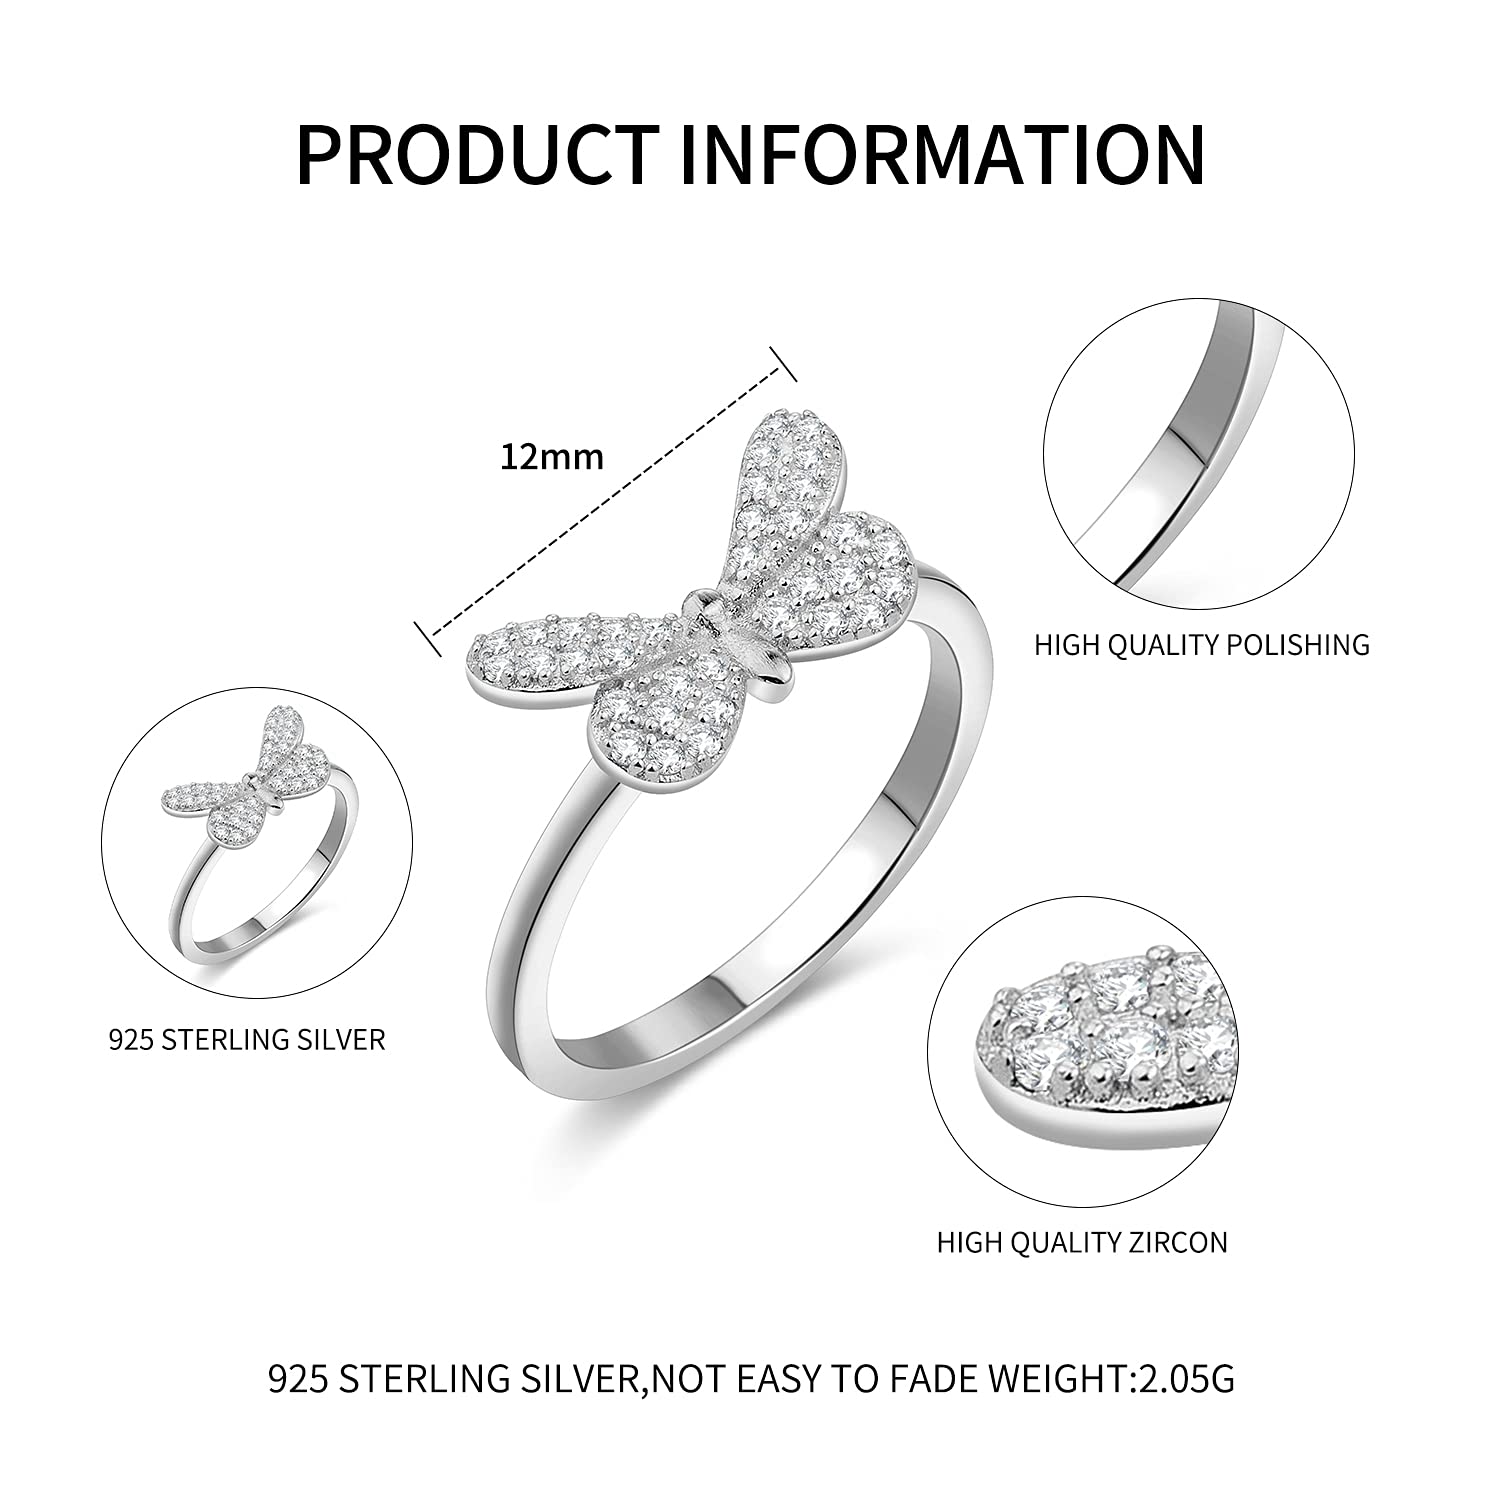 PRODUCT INFORMATION
12mm
HIGH QUALITY POLISHING
925 STERLING SILVER
HIGH QUALITY ZIRCON
925 STERLING SILVER,NOT EASY TO FADE WEIGHT:2.05G